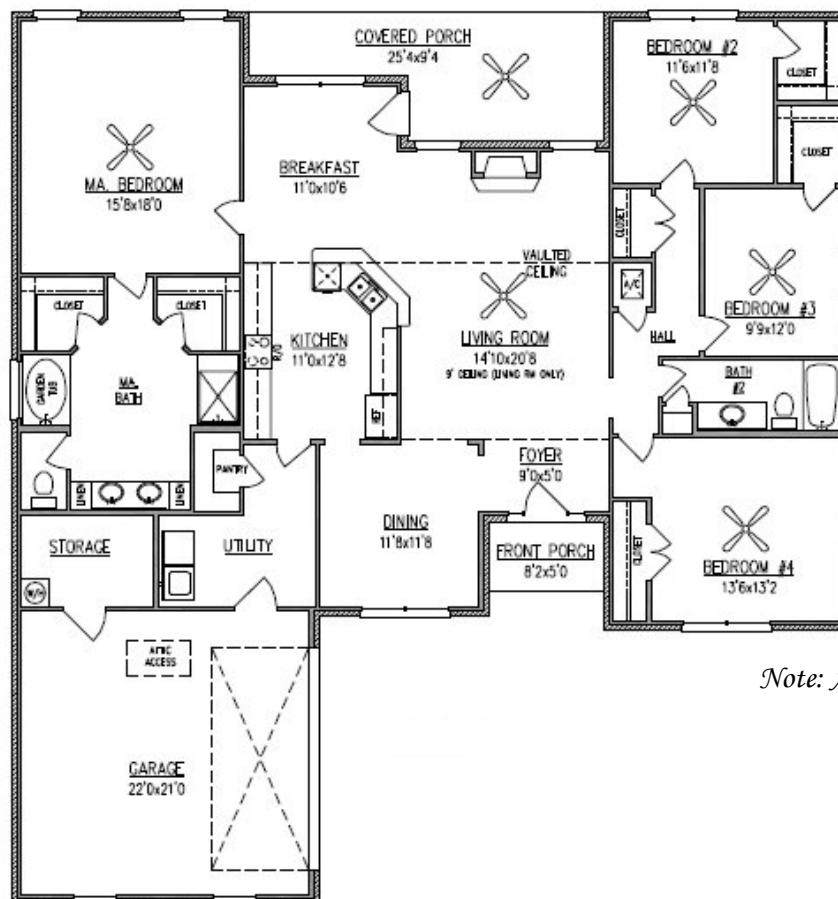 COVERED PORCH
25'4x9'4
BEDROOM #2
11'6x11'8
CLOSET
CLOSET
MA. BEDROOM
15'8x18'0
BREAKFAST
11'0x10'6
CLOSET
VAULTED
CEILING
A/C
BEDROOM #3
9'9x12'0
CLOSET
CLOSET
KITCHEN
11'0x12'8
R/O
LIVING ROOM
14'10x20'8
9' CEILING (LIVING RM ONLY)
HALL
GARDEN
TUB
MA.
BATH
BATH
#2
REF
PANTRY
FOYER
9'0x5'0
LINEN
LINEN
STORAGE
UTILITY
DINING
11'8x11'8
FRONT PORCH
8'2x5'0
CLOSET
BEDROOM #4
13'6x13'2
W/H
ATTIC
ACCESS
Note:
GARAGE
22'0x21'0